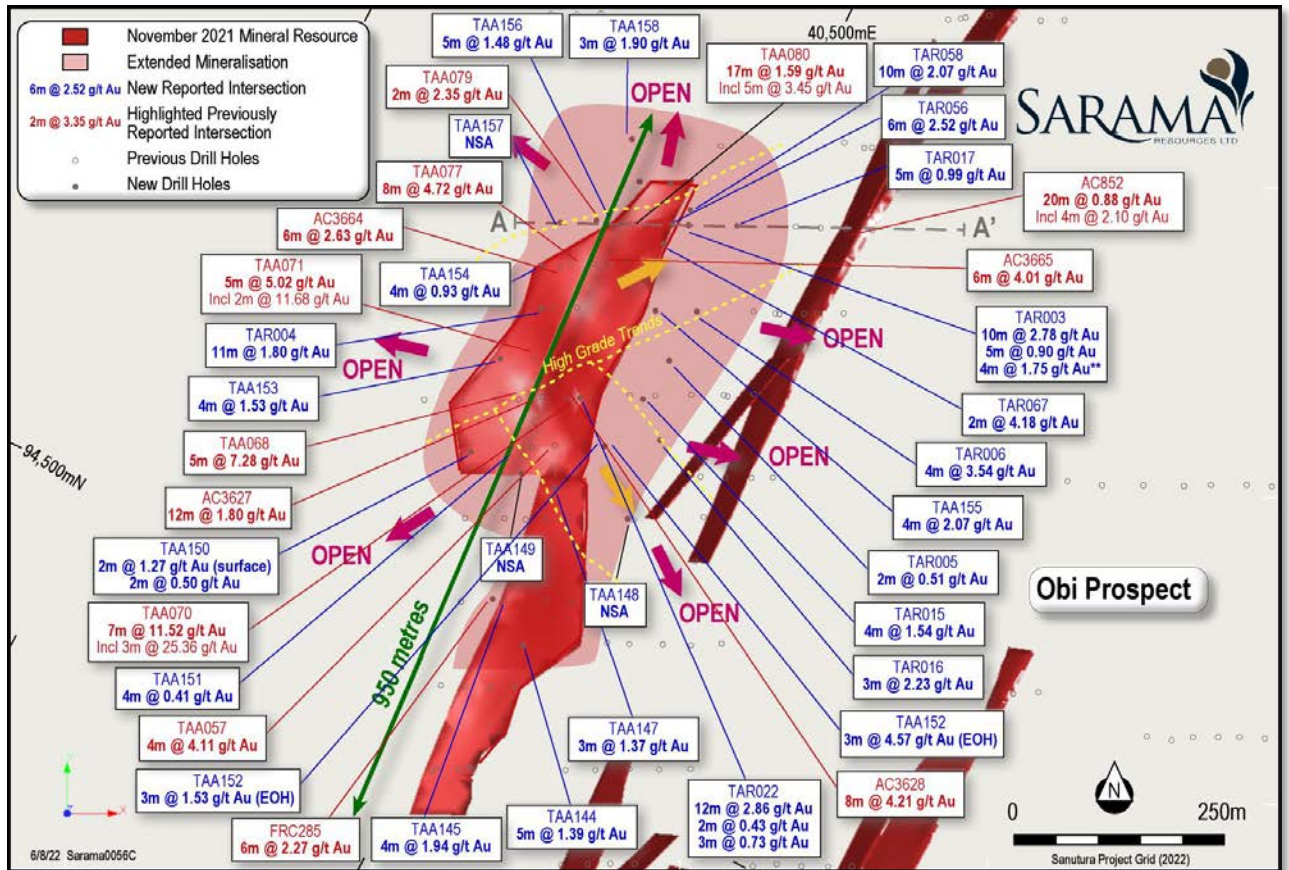 November 2021 Mineral Resource
Extended Mineralisation
6m @ 2.52 g/t Au New Reported Intersection
2m @ 3.35 g/t Au Highlighted Previously
Reported Intersection
Previous Drill Holes
New Drill Holes
TAA156
5m @ 1.48 g/t Au
TAA158
3m @ 1.90 g/t Au
40,500mE
TAA080
17m @ 1.59 g/t Au
Incl 5m @ 3.45 g/t Au
TAR058
10m @ 2.07 g/t Au
SARAMA
RESOURCES LTD
TAA079
2m @ 2.35 g/t Au
OPEN
TAR056
6m @ 2.52 g/t Au
TAA157
NSA
TAR017
5m @ 0.99 g/t Au
TAA077
8m @ 4.72 g/t Au
AC852
20m @ 0.88 g/t Au
Incl 4m @ 2.10 g/t Au
AC3664
6m @ 2.63 g/t Au
A
A'
TAA071
5m @ 5.02 g/t Au
Incl 2m @ 11.68 g/t Au
TAA154
4m @ 0.93 g/t Au
AC3665
6m @ 4.01 g/t Au
TAR004
11m @ 1.80 g/t Au
OPEN
High Grade Trends
OPEN
TAR003
10m @ 2.78 g/t Au
5m @ 0.90 g/t Au
4m @ 1.75 g/t Au**
TAA153
4m @ 1.53 g/t Au
TAR067
2m @ 4.18 g/t Au
TAA068
5m @ 7.28 g/t Au
94,500mN
OPEN
TAR006
4m @ 3.54 g/t Au
AC3627
12m @ 1.80 g/t Au
TAA155
4m @ 2.07 g/t Au
OPEN
TAA150
2m @ 1.27 g/t Au (surface)
2m @ 0.50 g/t Au
TAA149
NSA
TAA148
NSA
OPEN
TAR005
2m @ 0.51 g/t Au
Obi Prospect
TAA070
7m @ 11.52 g/t Au
Incl 3m @ 25.36 g/t Au
TAR015
4m @ 1.54 g/t Au
TAA151
4m @ 0.41 g/t Au
950 metres
TAR016
3m @ 2.23 g/t Au
TAA057
4m @ 4.11 g/t Au
TAA147
3m @ 1.37 g/t Au
TAA152
3m @ 4.57 g/t Au (EOH)
TAA152
3m @ 1.53 g/t Au (EOH)
AC3628
8m @ 4.21 g/t Au
TAR022
12m @ 2.86 g/t Au
2m @ 0.43 g/t Au
3m @ 0.73 g/t Au
FRC285
6m @ 2.27 g/t Au
TAA145
4m @ 1.94 g/t Au
TAA144
5m @ 1.39 g/t Au
N
0 250m
Sanutura Project Grid (2022)
Y
Z
X
6/8/22 Sarama0056C